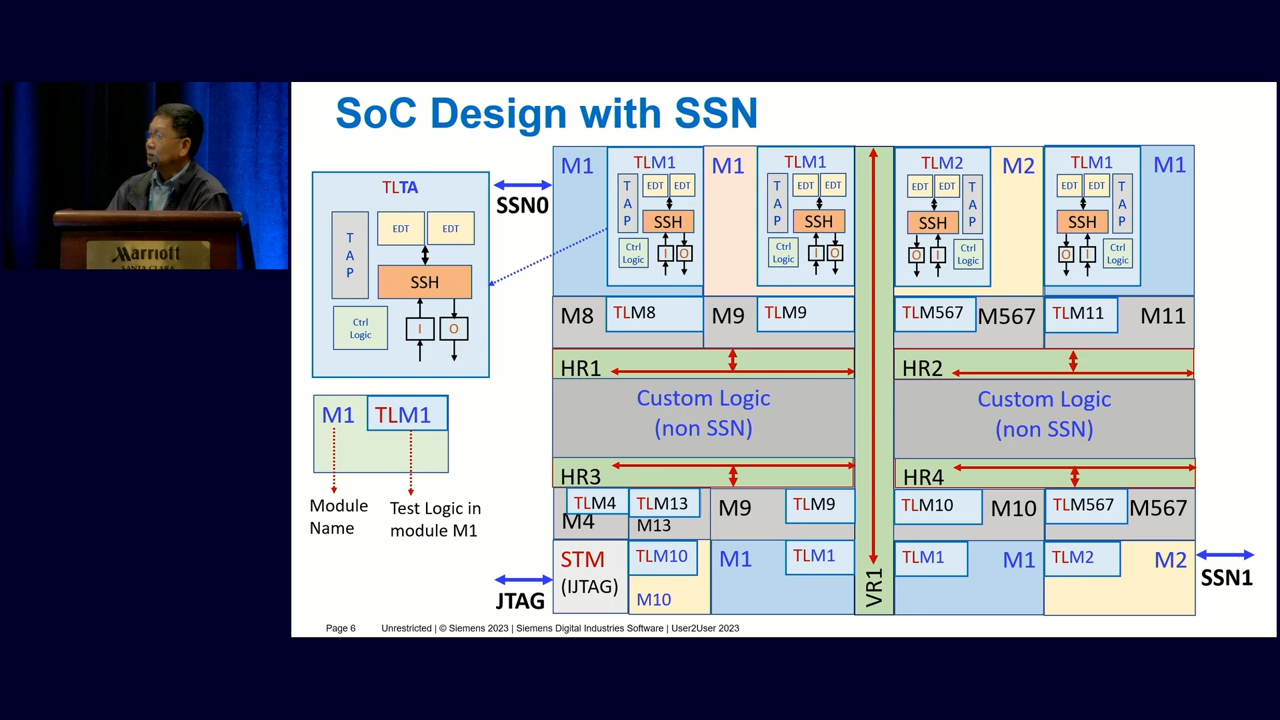 SoC Design with SSN
Marriott
SANTA CLARA
TLTA
TAP
EDT
EDT
SSH
Ctrl
Logic
I
O
M1
TLM1
Module
Name
Test Logic in
module M1
SSN0
M1
TLM1
TAP
EDT
EDT
SSH
Ctrl
Logic
I
O
M1
TLM1
TAP
EDT
EDT
SSH
Ctrl
Logic
I
O
TLM2
M2
EDT
EDT
TAP
SSH
O
I
Ctrl
Logic
TLM1
M1
EDT
EDT
TAP
SSH
O
I
Ctrl
Logic
M8
TLM8
M9
TLM9
TLM567
M567
TLM11
M11
HR1
HR2
Custom Logic
(non SSN)
Custom Logic
(non SSN)
HR3
HR4
TLM4
M4
TLM13
M13
M9
TLM9
TLM10
M10
TLM567
M567
STM
(IJTAG)
TLM10
M10
M1
TLM1
VR1
TLM1
M1
TLM2
M2
JTAG
SSN1
Page 6
Unrestricted | © Siemens 2023 | Siemens Digital Industries Software | User2User 2023